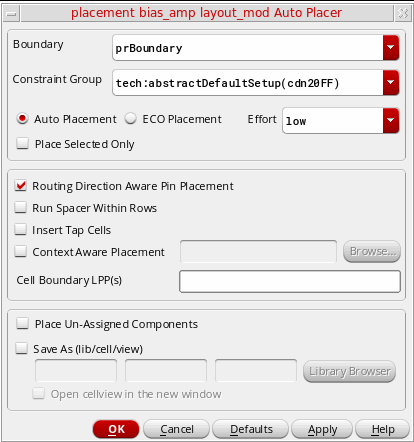 placement bias_amp layout_mod Auto Placer
Boundary prBoundary
Constraint Group tech:abstractDefaultSetup(cdn20FF)
Auto Placement ECO Placement Effort low
Place Selected Only
Routing Direction Aware Pin Placement
Run Spacer Within Rows
Insert Tap Cells
Context Aware Placement Browse...
Cell Boundary LPP(s)
Place Un-Assigned Components
Save As (lib/cell/view)
Library Browser
Open cellview in the new window
OK Cancel Defaults Apply Help